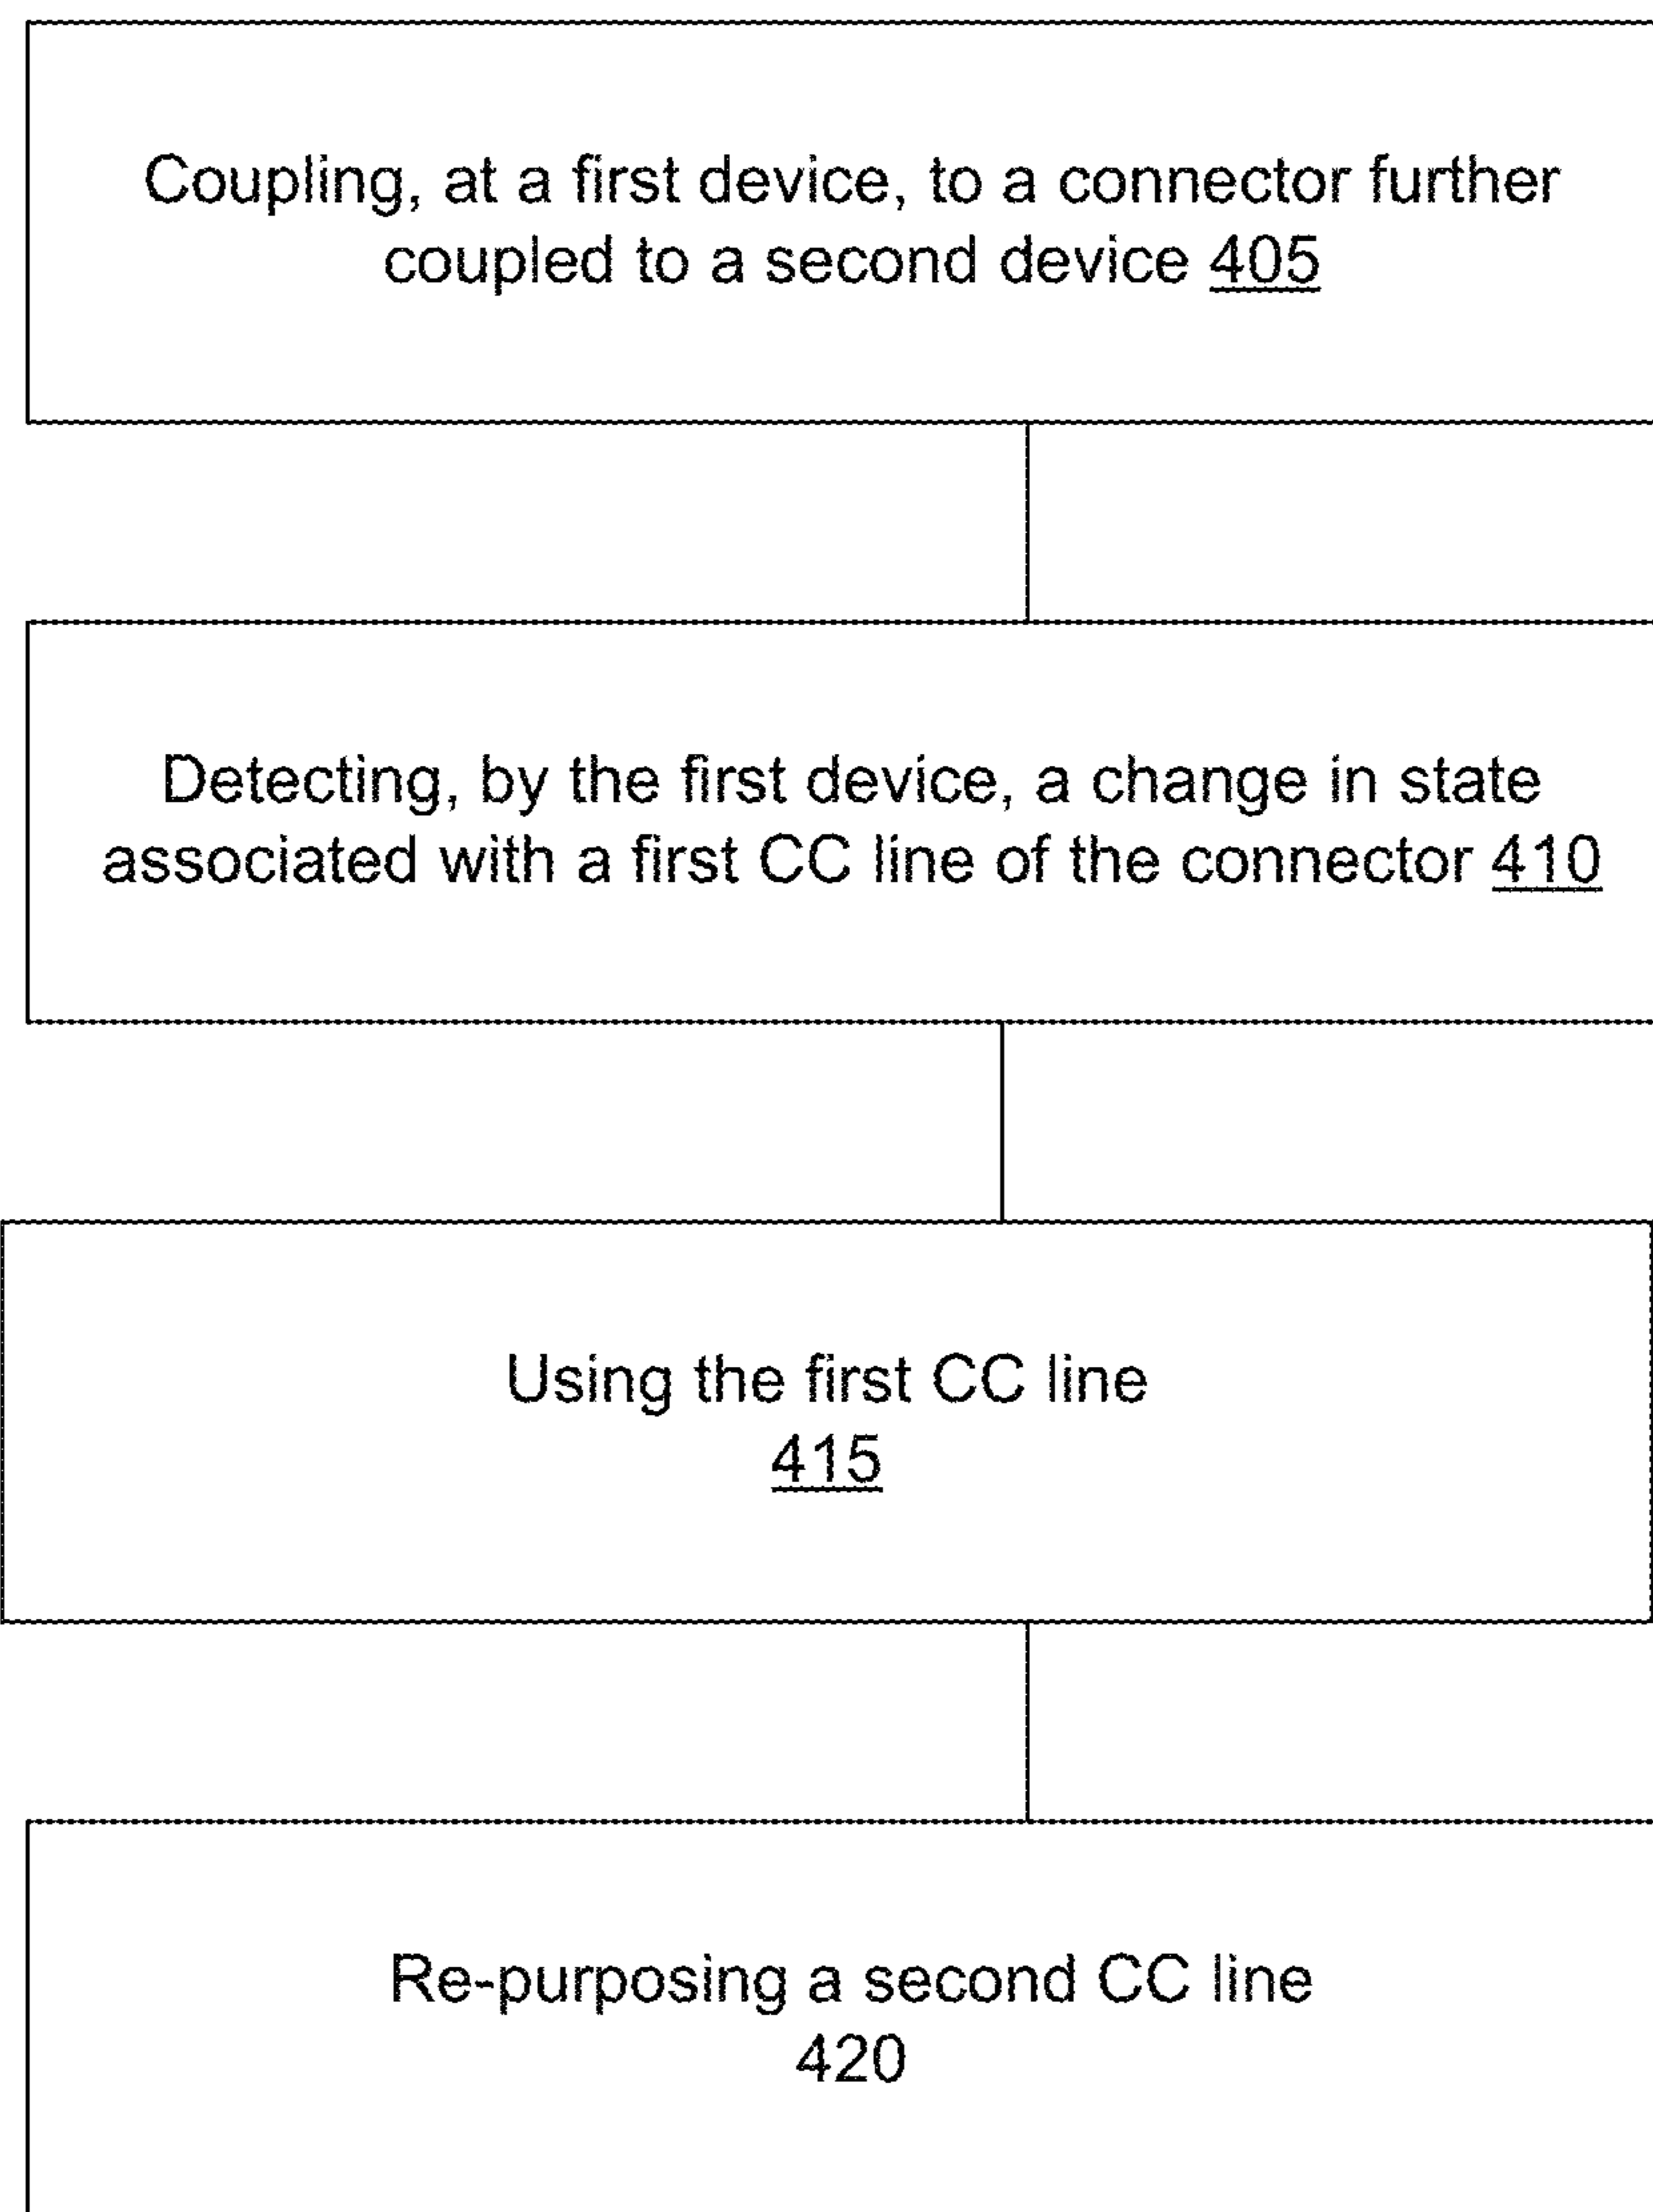 Coupling, at a first device, to a connector further
coupled to a second device 405
Detecting, by the first device, a change in state
associated with a first CC line of the connector 410
Using the first CC line
415
Re-purposing a second CC line
420